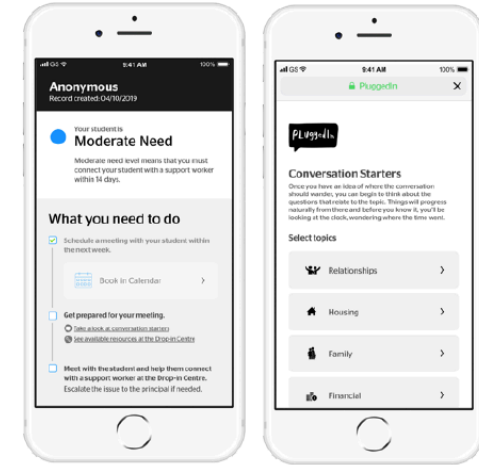 GS
9:41 AM
100%
Anonymous
Record created: 04/10/2019
Your student is
Moderate Need
Moderate need level means that you must
connect your student with a support worker
within 14 days.
What you need to do
Schedule a meeting with your student within
the next week.
Book in Calendar
Get prepared for your meeting.
Take a look at conversation starters
See available resources at the Drop-in Centre
Meet with the student and help them connect
with a support worker at the Drop-in Centre.
Escalate the issue to the principal if needed.
GS
9:41 AM
100%
PluggedIn
X
PLUggedIn
Conversation Starters
Once you have an idea of where the conversation
should wander, you can begin to think about the
questions that relate to the topic. Things will progress
naturally from there and before you know it, you'll be
looking at the clock, wondering where the time went.
Select topics
Relationships
Housing
Family
Financial